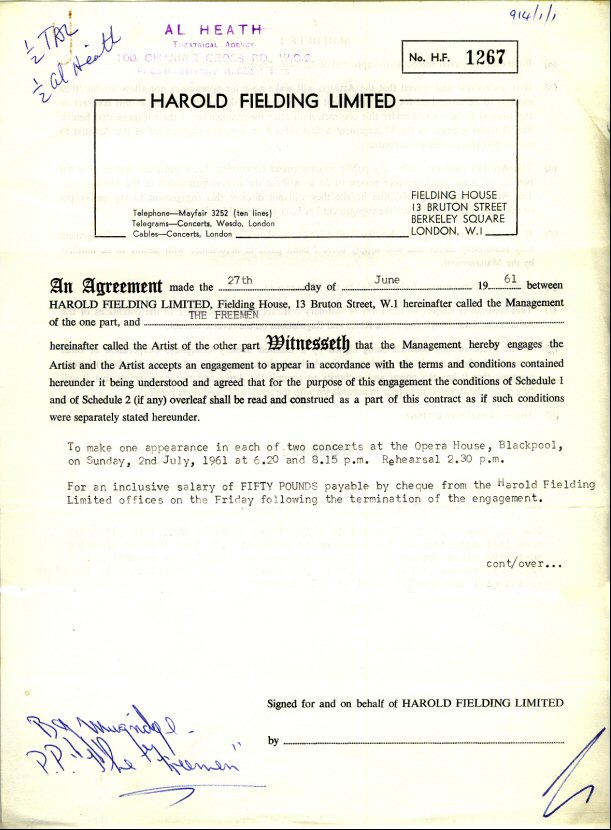 914/1/1
½ TAL
½ Al Heath
AL HEATH
THEATRICAL AGENCY
100, CHARING CROSS RD., W.C.2.
No. H.F. 1267
HAROLD FIELDING LIMITED
Telephone—Mayfair 3252 (ten lines)
Telegrams—Concerts, Wesdo, London
Cables—Concerts, London
FIELDING HOUSE
13 BRUTON STREET
BERKELEY SQUARE
LONDON, W.1
An Agreement made the 27th day of June 19 61 between
HAROLD FIELDING LIMITED, Fielding House, 13 Bruton Street, W.1 hereinafter called the Management
of the one part, and THE FREEMEN
hereinafter called the Artist of the other part Witnesseth that the Management hereby engages the
Artist and the Artist accepts an engagement to appear in accordance with the terms and conditions contained
hereunder it being understood and agreed that for the purpose of this engagement the conditions of Schedule 1
and of Schedule 2 (if any) overleaf shall be read and construed as a part of this contract as if such conditions
were separately stated hereunder.
To make one appearance in each of two concerts at the Opera House, Blackpool,
on Sunday, 2nd July, 1961 at 6.20 and 8.15 p.m. Rehearsal 2.30 p.m.
For an inclusive salary of FIFTY POUNDS payable by cheque from the Harold Fielding
Limited offices on the Friday following the termination of the engagement.
cont/over...
Signed for and on behalf of HAROLD FIELDING LIMITED
by
P.P. "The Freemen"